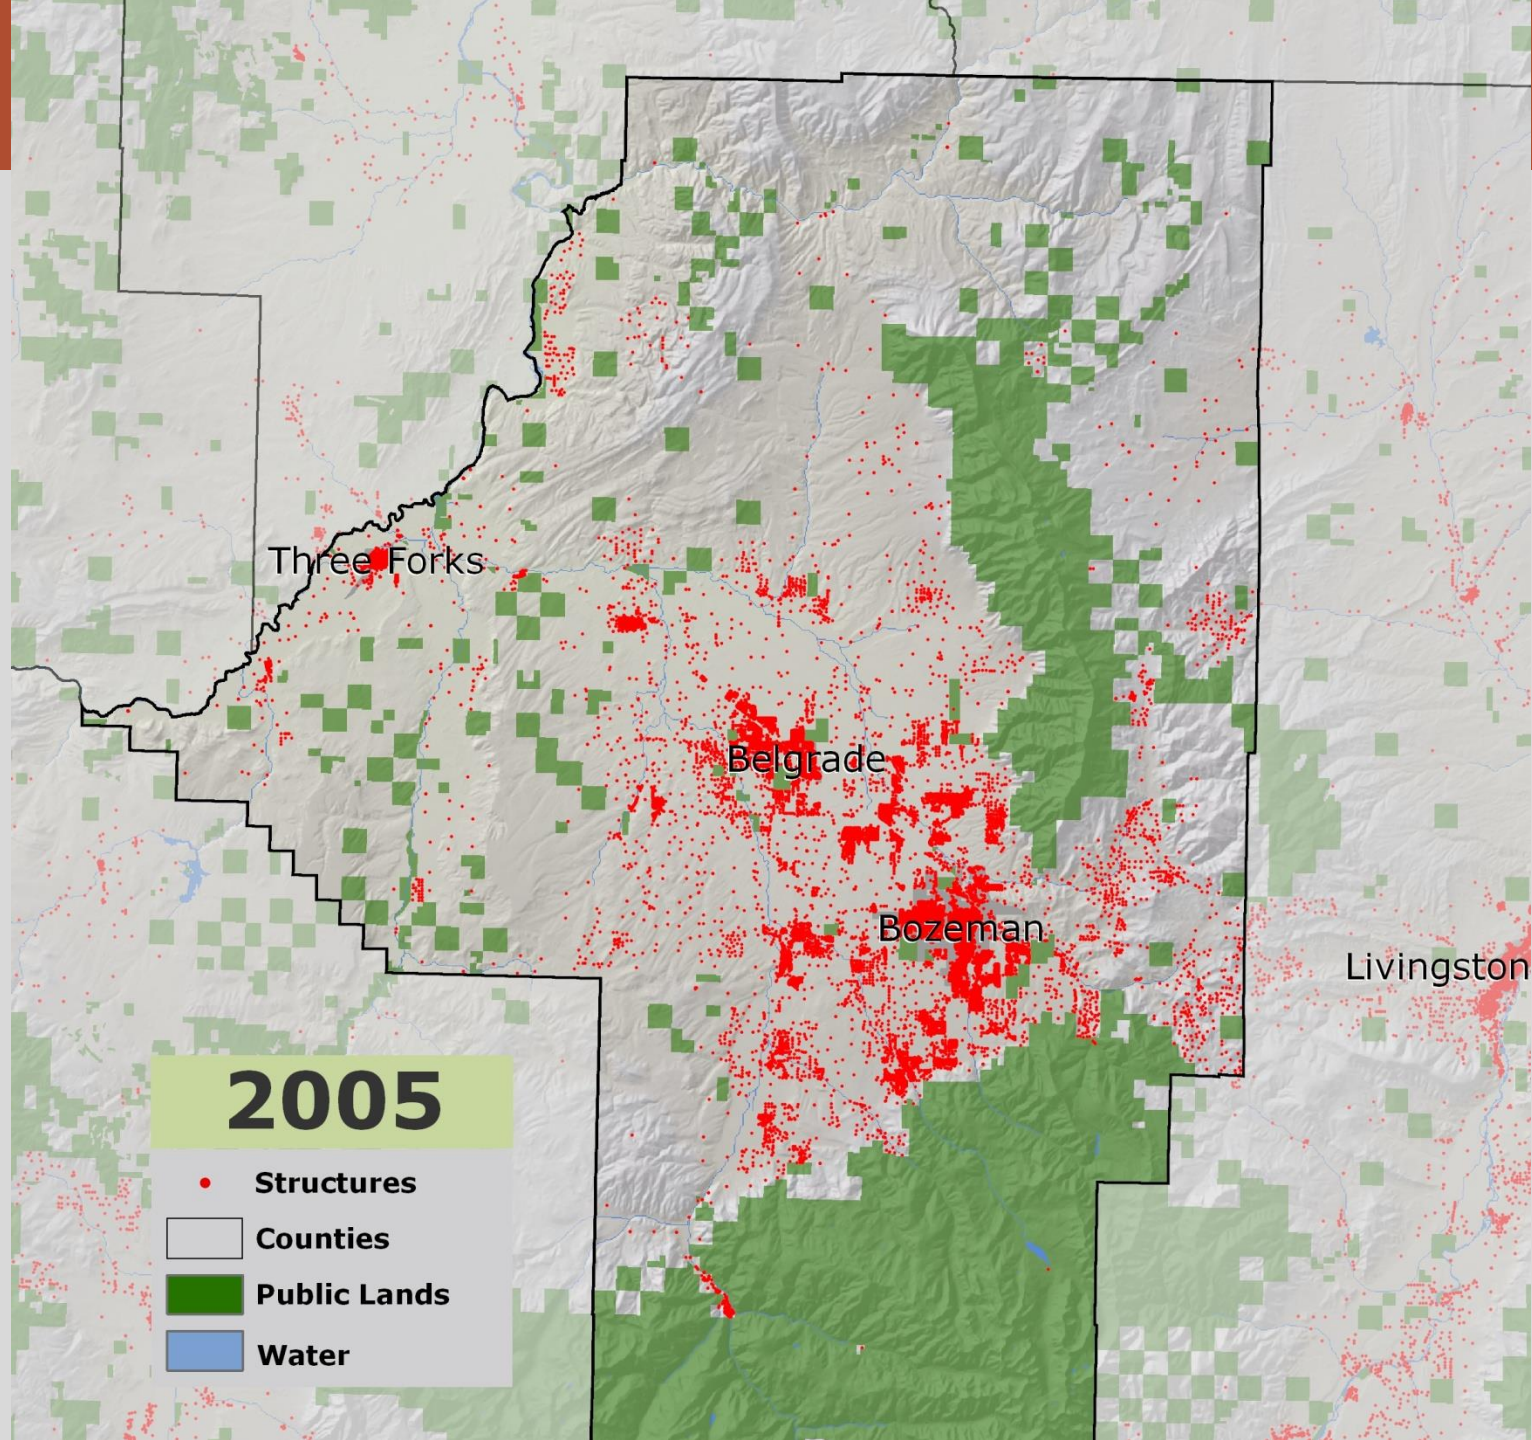 Three Forks
Belgrade
Bozeman
Livingston
2005
Structures
Counties
Public Lands
Water